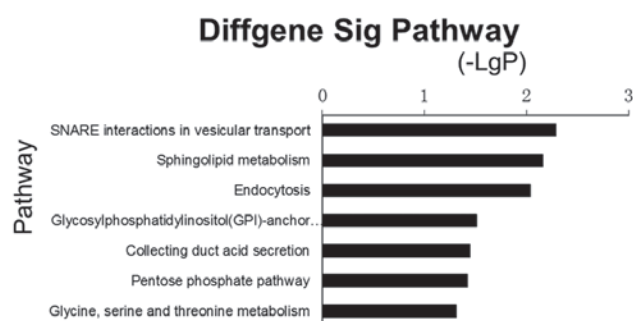 Diffgene Sig Pathway
(-LgP)
0 1 2 3
Pathway
SNARE interactions in vesicular transport
Sphingolipid metabolism
Endocytosis
Glycosylphosphatidylinositol(GPI)-anchor...
Collecting duct acid secretion
Pentose phosphate pathway
Glycine, serine and threonine metabolism